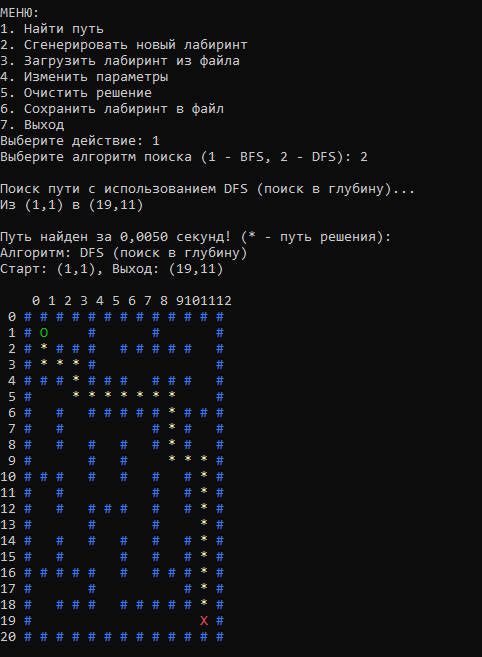 МЕНЮ:
1. Найти путь
2. Сгенерировать новый лабиринт
3. Загрузить лабиринт из файла
4. Изменить параметры
5. Очистить решение
6. Сохранить лабиринт в файл
7. Выход
Выберите действие: 1
Выберите алгоритм поиска (1 - BFS, 2 - DFS): 2

Поиск пути с использованием DFS (поиск в глубину)...
Из (1,1) в (19,11)

Путь найден за 0,0050 секунд! (* - путь решения):
Алгоритм: DFS (поиск в глубину)
Старт: (1,1), Выход: (19,11)

    0 1 2 3 4 5 6 7 8 9101112
 0 # # # # # # # # # # # # #
 1 # O     #       #       #
 2 # * # # #   # # # # #   #
 3 # * * * #               #
 4 # # # * # # #   # # #   #
 5 #     * * * * * * *     #
 6 #   #   # # # # # * # # #
 7 #   #           # * #   #
 8 #   #   #   #   # * #   #
 9 #       #   #     * * * #
10 # # #   #   #   #   # * #
11 #   #           #   # * #
12 #   #   # # #   #   # * #
13 #       #       #     * #
14 #   #   #   #   #   # * #
15 #   #       #   #   # * #
16 # # # # #   #   # # # * #
17 #       #           # * #
18 #   # # #   # # # # # * #
19 #                     X #
20 # # # # # # # # # # # # #